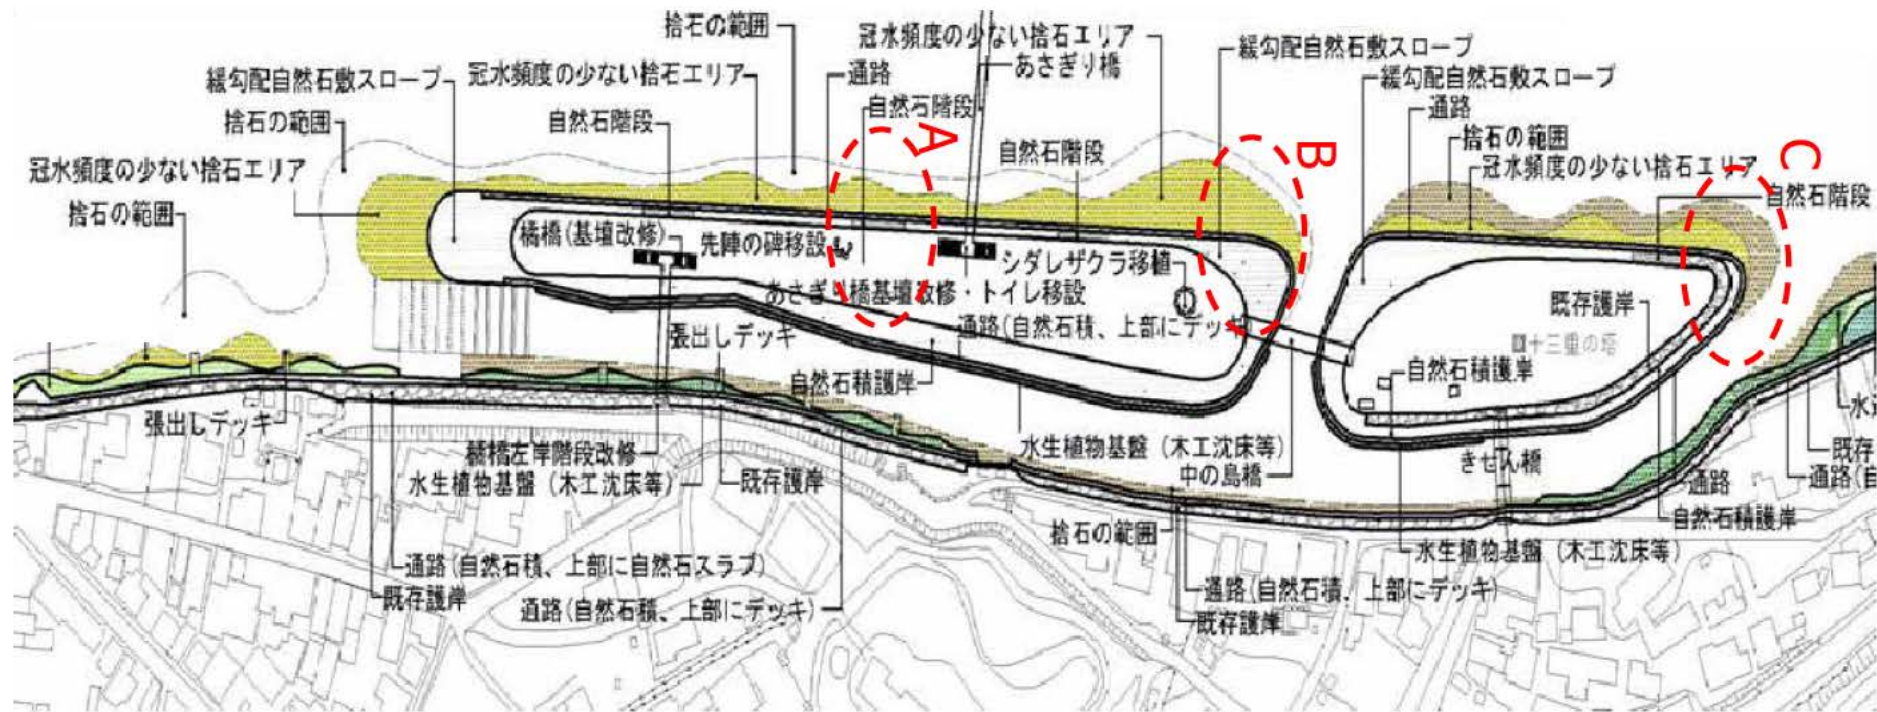 捨石の範囲
冠水頻度の少ない捨石エリア
緩勾配自然石敷スロープ
あさぎり橋
緩勾配自然石敷スロープ
冠水頻度の少ない捨石エリア
通路
緩勾配自然石敷スロープ
通路
自然石階段
捨石の範囲
自然石階段
A
自然石階段
B
捨石の範囲
冠水頻度の少ない捨石エリア
C
冠水頻度の少ない捨石エリア
自然石階段
捨石の範囲
橘橋(基壇改修)
先陣の碑移設
シダレザクラ移植
あさぎり橋基壇改修・トイレ移設
既存護岸
通路(自然石積、上部にデッキ)
張出しデッキ
十三重の塔
自然石積護岸
自然石積護岸
張出しデッキ
水生植物基盤（木工沈床等）
中の島橋
きせん橋
橘橋左岸階段改修
水生植物基盤（木工沈床等）
既存護岸
通路
既存
通路(自
捨石の範囲
自然石積護岸
水生植物基盤（木工沈床等）
通路(自然石積、上部に自然石スラブ)
既存護岸
通路(自然石積、上部にデッキ)
通路(自然石積、上部にデッキ)
既存護岸